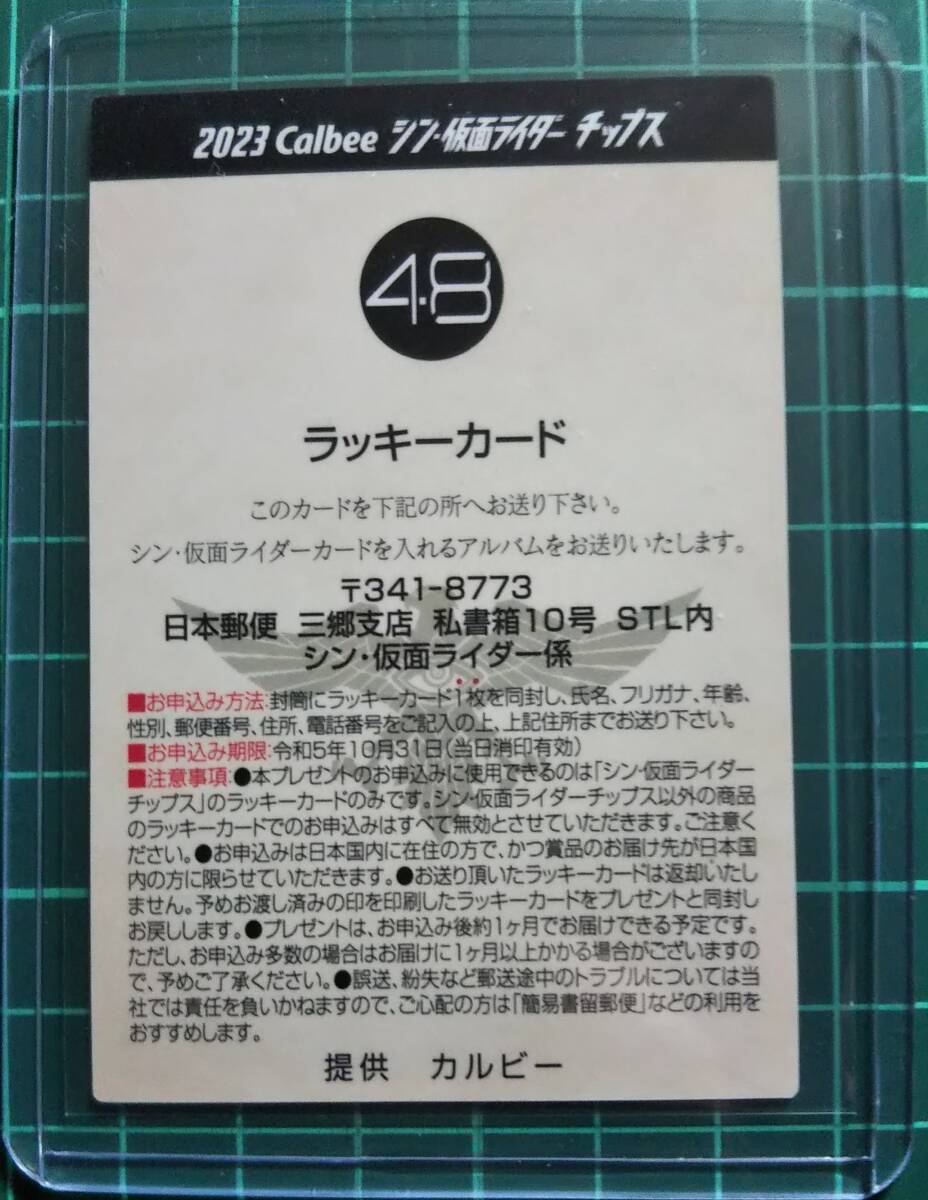 2023 Calbee シン・仮面ライダー チップス
4・8
ラッキーカード
このカードを下記の所へお送り下さい。
シン・仮面ライダーカードを入れるアルバムをお送りいたします。
〒341-8773
日本郵便 三郷支店 私書箱10号 STL内
シン・仮面ライダー係
■お申込み方法:封筒にラッキーカード1枚を同封し、氏名、フリガナ、年齢、
性別、郵便番号、住所、電話番号をご記入の上、上記住所までお送り下さい。
■お申込み期限:令和5年10月31日(当日消印有効)
■注意事項:●本プレゼントのお申込みに使用できるのは「シン・仮面ライダー
チップス」のラッキーカードのみです。シン・仮面ライダーチップス以外の商品
のラッキーカードでのお申込みはすべて無効とさせていただきます。ご注意く
ださい。●お申込みは日本国内に在住の方で、かつ賞品のお届け先が日本国
内の方に限らせていただきます。●お送り頂いたラッキーカードは返却いたし
ません。予めお渡し済みの印を印刷したラッキーカードをプレゼントと同封し
お戻しします。●プレゼントは、お申込み後約1ヶ月でお届けできる予定です。
ただし、お申込み多数の場合はお届けに1ヶ月以上かかる場合がございますの
で、予めご了承ください。●誤送、紛失など郵送途中のトラブルについては当
社では責任を負いかねますので、ご心配の方は「簡易書留郵便」などの利用を
おすすめします。
提供 カルビー